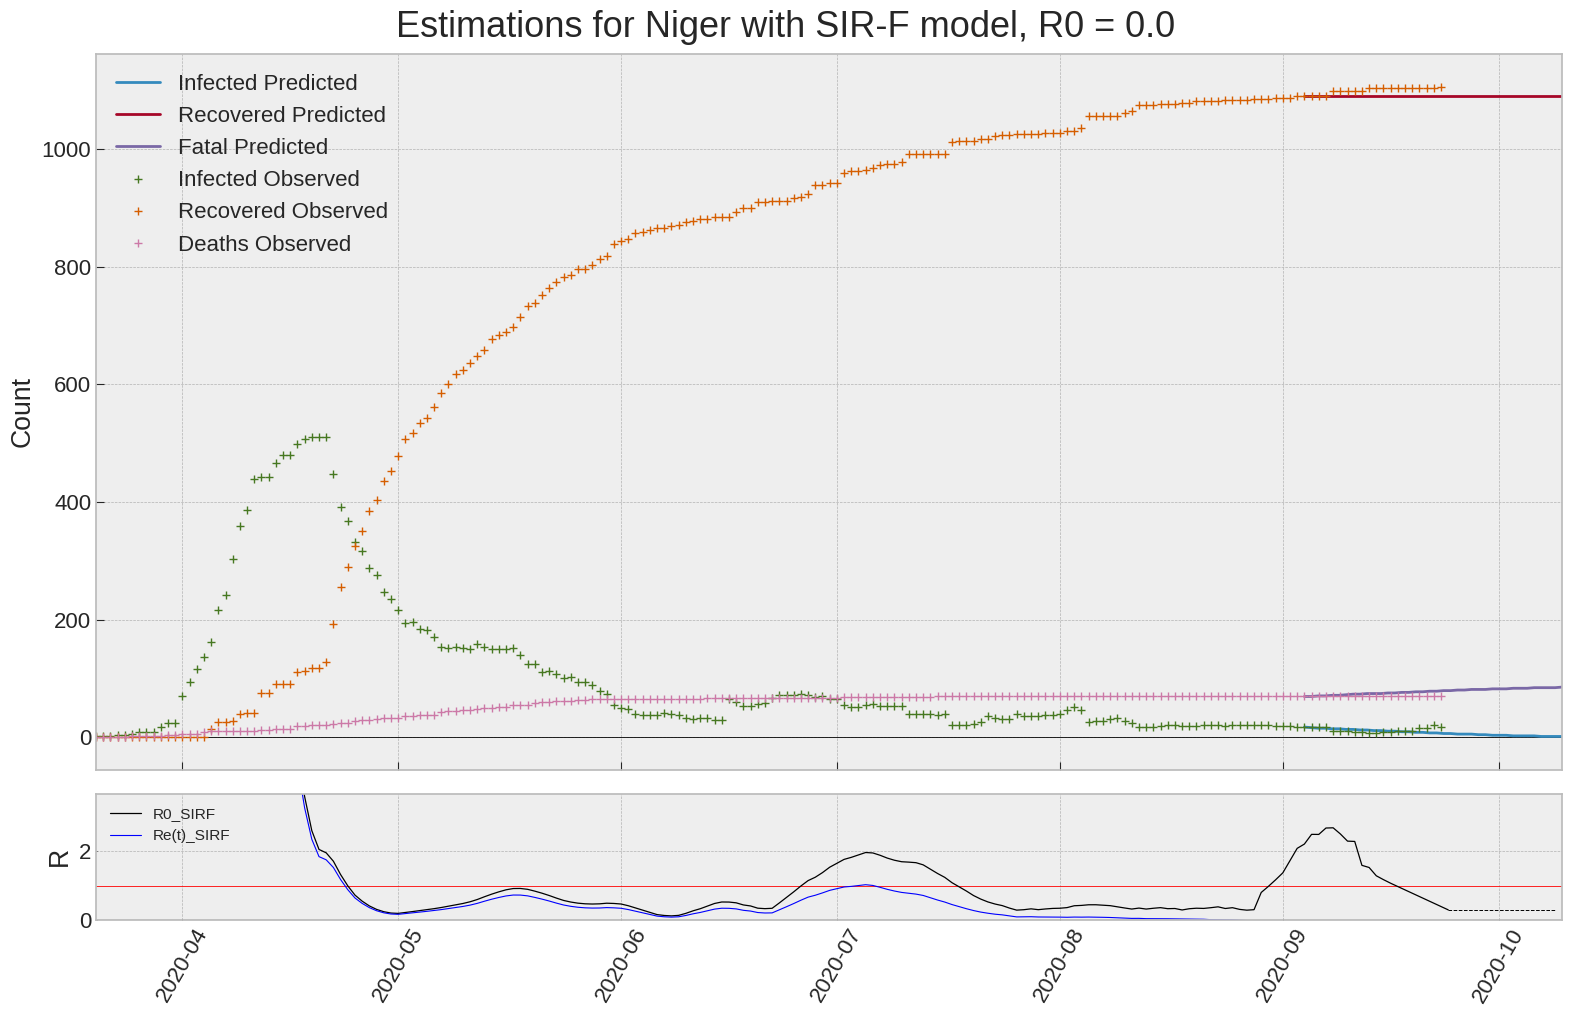 Estimations for Niger with SIR-F model, R0 = 0.0
Infected Predicted
Recovered Predicted
Fatal Predicted
Infected Observed
Recovered Observed
Deaths Observed
Count
1000
800
600
400
200
0
R0_SIRF
Re(t)_SIRF
R
2
0
2020-04
2020-05
2020-06
2020-07
2020-08
2020-09
2020-10